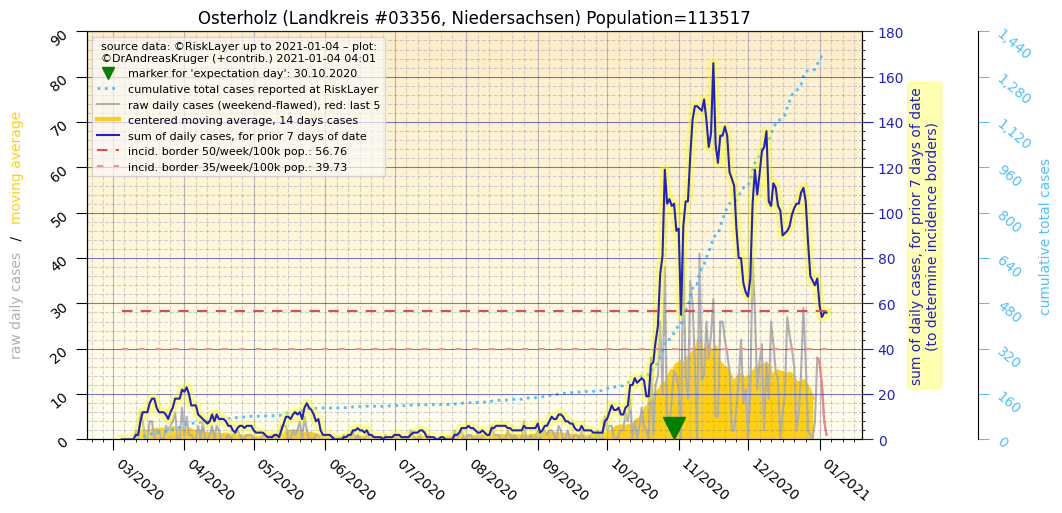 Osterholz (Landkreis #03356, Niedersachsen) Population=113517
source data: ©RiskLayer up to 2021-01-04 – plot:
©DrAndreasKruger (+contrib.) 2021-01-04 04:01
marker for 'expectation day': 30.10.2020
cumulative total cases reported at RiskLayer
raw daily cases (weekend-flawed), red: last 5
centered moving average, 14 days cases
sum of daily cases, for prior 7 days of date
incid. border 50/week/100k pop.: 56.76
incid. border 35/week/100k pop.: 39.73
raw daily cases / moving average
90
80
70
60
50
40
30
20
10
0
180
160
140
120
100
80
60
40
20
0
sum of daily cases, for prior 7 days of date
(to determine incidence borders)
1,440
1,280
1,120
960
800
640
480
320
160
0
cumulative total cases
03/2020
04/2020
05/2020
06/2020
07/2020
08/2020
09/2020
10/2020
11/2020
12/2020
01/2021